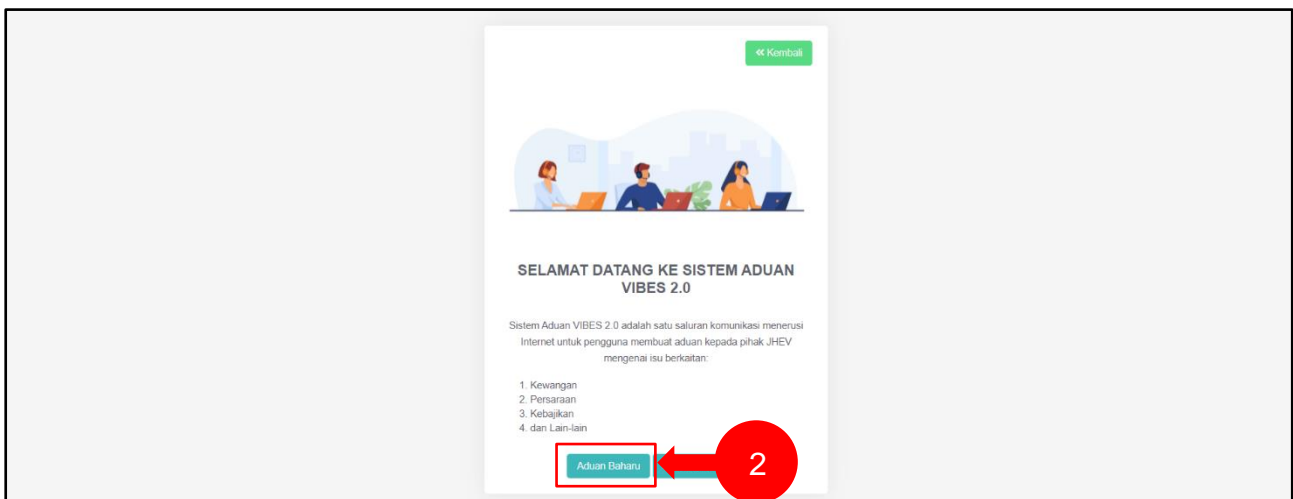 « Kembali
SELAMAT DATANG KE SISTEM ADUAN
VIBES 2.0
Sistem Aduan VIBES 2.0 adalah satu saluran komunikasi menerusi
Internet untuk pengguna membuat aduan kepada pihak JHEV
mengenai isu berkaitan:
1. Kewangan
2. Persaraan
3. Kebajikan
4. dan Lain-lain
Aduan Baharu
2